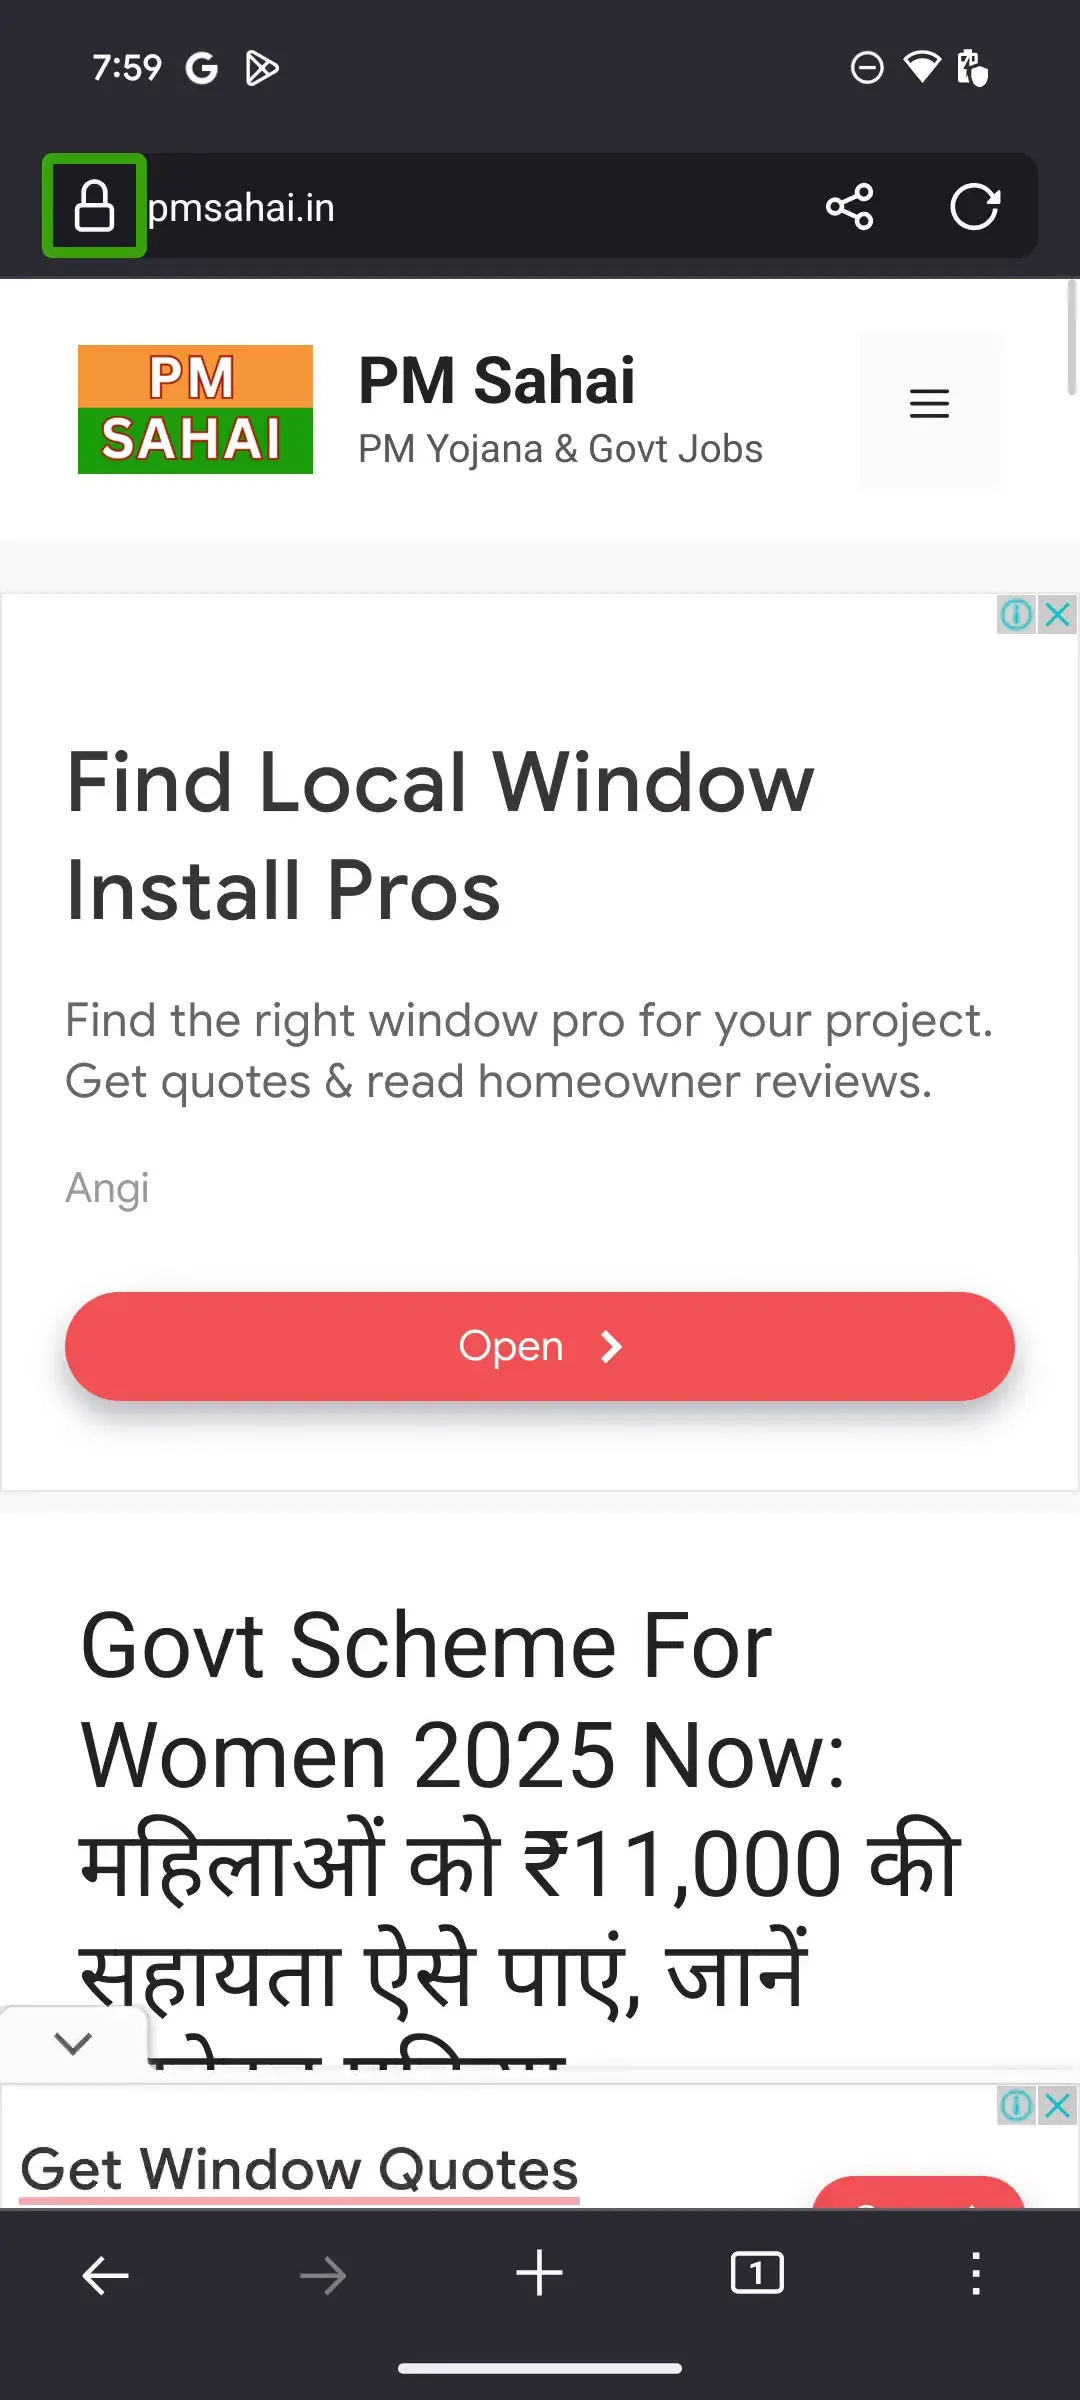 7:59
pmsahai.in
PM
SAHAI
PM Sahai
PM Yojana & Govt Jobs
Find Local Window
Install Pros
Find the right window pro for your project.
Get quotes & read homeowner reviews.
Angi
Open
Govt Scheme For
Women 2025 Now:
महिलाओं को ₹11,000 की
सहायता ऐसे पाएं, जानें
Get Window Quotes
1